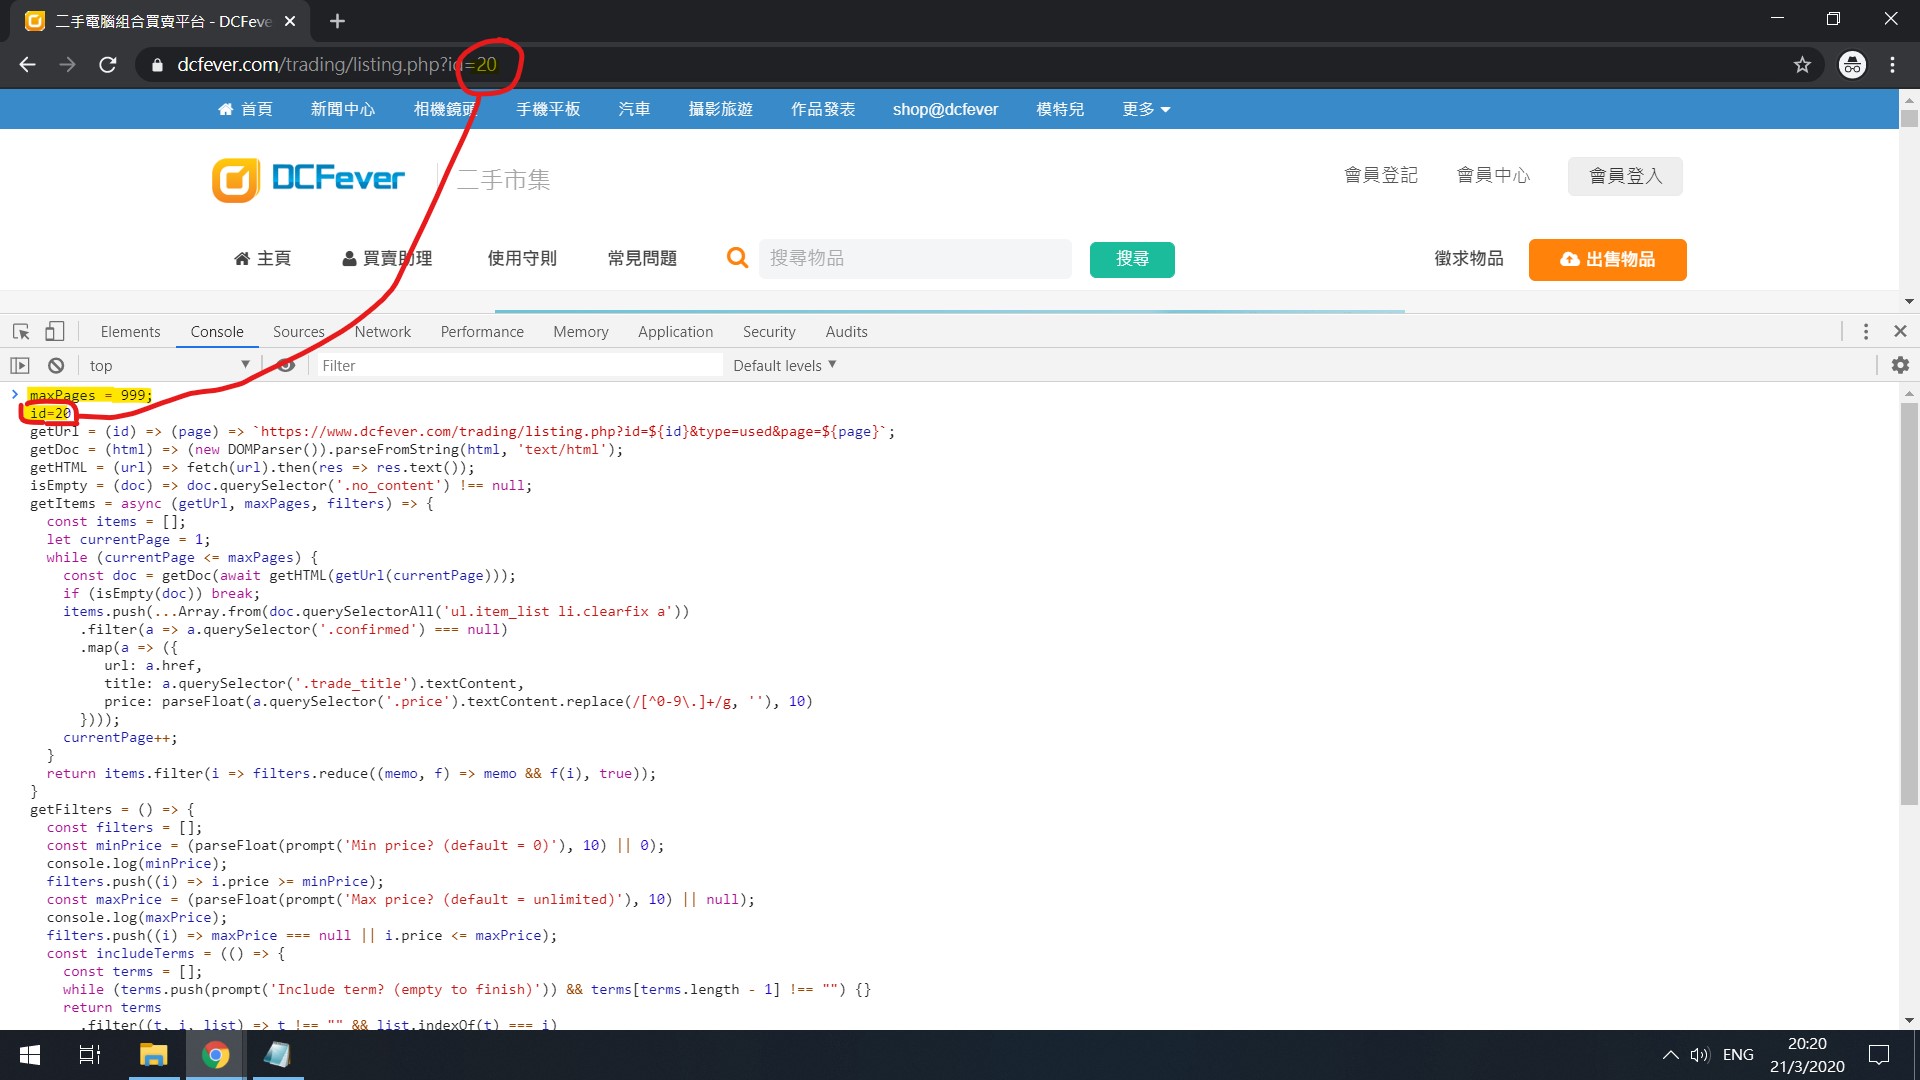 二手電腦組合買賣平台 - DCFeve
dcfever.com/trading/listing.php?id=20
首頁 新聞中心 相機鏡頭 手機平板 汽車 攝影旅遊 作品發表 shop@dcfever 模特兒 更多
DCFever 二手市集 會員登記 會員中心 會員登入
主頁 買賣助理 使用守則 常見問題 搜尋物品 搜尋 徵求物品 出售物品
Elements Console Sources Network Performance Memory Application Security Audits
top Filter Default levels
maxPages = 999;
id=20
getUrl = (id) => (page) => `https://www.dcfever.com/trading/listing.php?id=${id}&type=used&page=${page}`;
getDoc = (html) => (new DOMParser()).parseFromString(html, 'text/html');
getHTML = (url) => fetch(url).then(res => res.text());
isEmpty = (doc) => doc.querySelector('.no_content') !== null;
getItems = async (getUrl, maxPages, filters) => {
const items = [];
let currentPage = 1;
while (currentPage <= maxPages) {
const doc = getDoc(await getHTML(getUrl(currentPage)));
if (isEmpty(doc)) break;
items.push(...Array.from(doc.querySelectorAll('ul.item_list li.clearfix a'))
.filter(a => a.querySelector('.confirmed') === null)
.map(a => ({
url: a.href,
title: a.querySelector('.trade_title').textContent,
price: parseFloat(a.querySelector('.price').textContent.replace(/[^0-9\.]+/g, ''), 10)
})));
currentPage++;
}
return items.filter(i => filters.reduce((memo, f) => memo && f(i), true));
}
getFilters = () => {
const filters = [];
const minPrice = (parseFloat(prompt('Min price? (default = 0)'), 10) || 0);
console.log(minPrice);
filters.push((i) => i.price >= minPrice);
const maxPrice = (parseFloat(prompt('Max price? (default = unlimited)'), 10) || null);
console.log(maxPrice);
filters.push((i) => maxPrice === null || i.price <= maxPrice);
const includeTerms = (() => {
const terms = [];
while (terms.push(prompt('Include term? (empty to finish)')) && terms[terms.length - 1] !== "") {}
return terms
.filter((t, i, list) => t !== "" && list.indexOf(t) === i)
ENG 20:20
21/3/2020